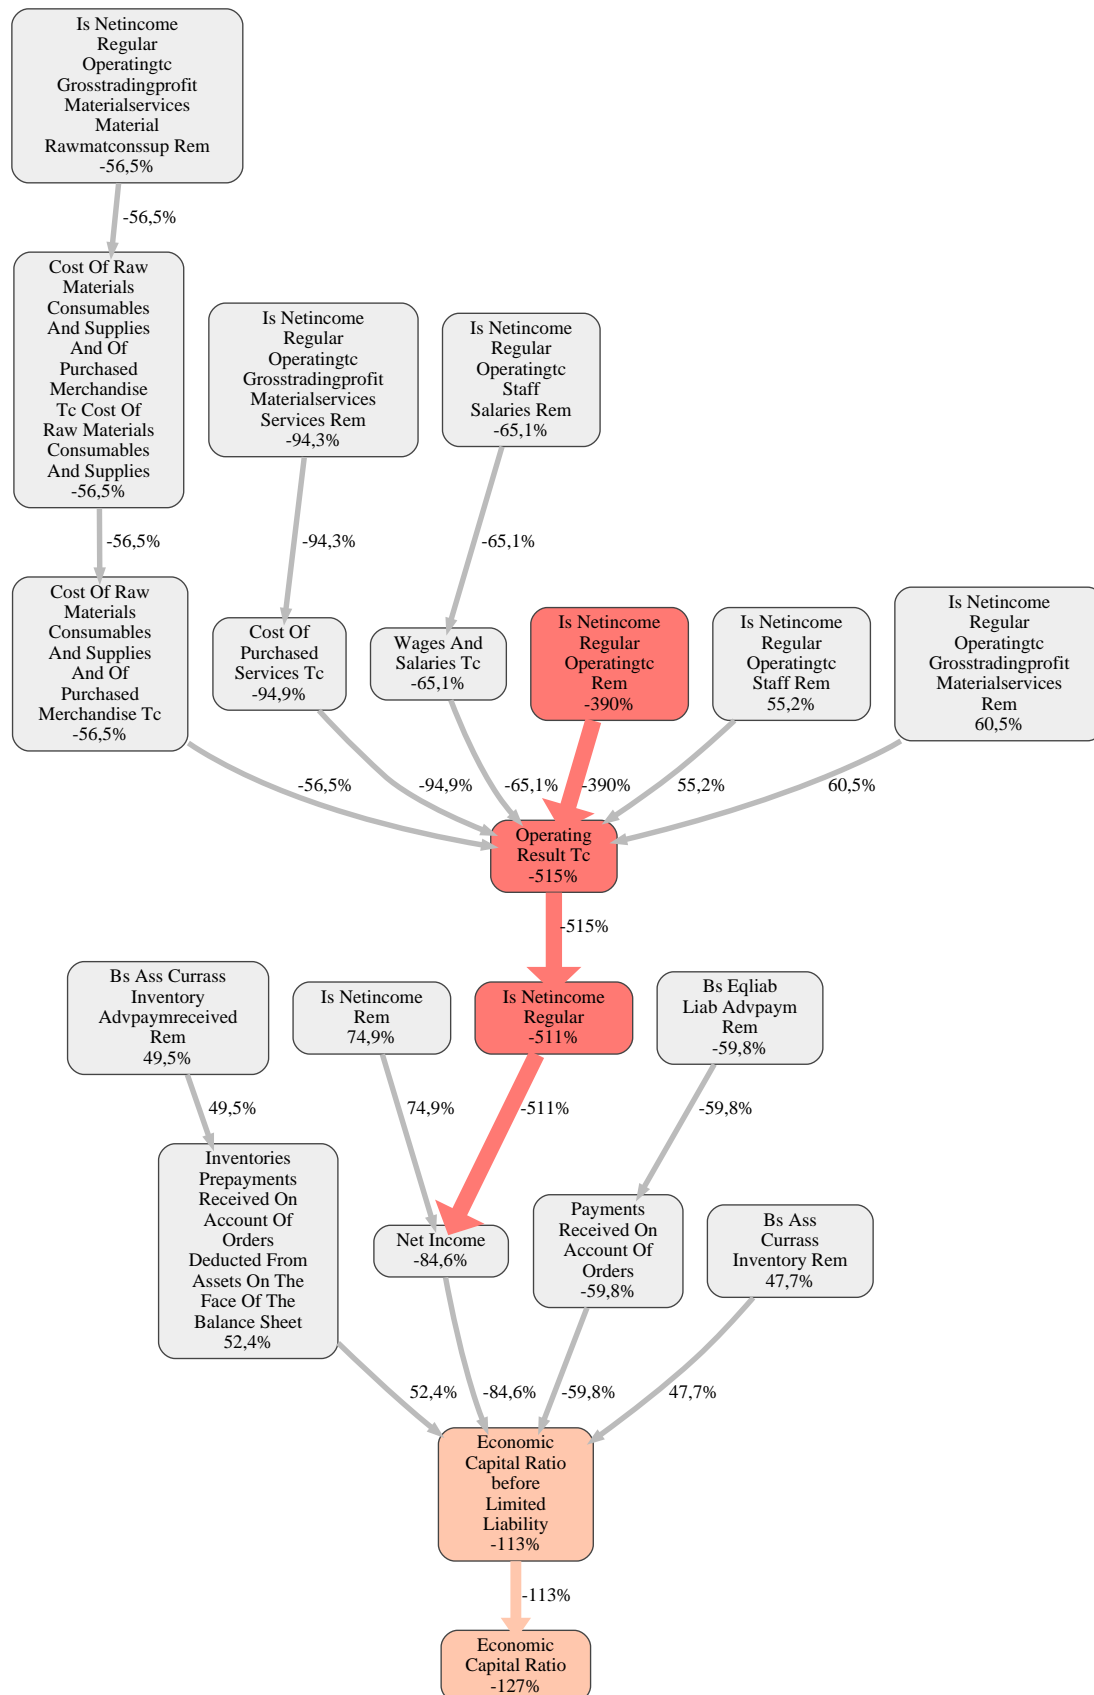 Is Netincome
Regular
Operatingtc
Grosstradingprofit
Materialservices
Material
Rawmatconssup Rem
-56,5%
-56,5%
Cost Of Raw
Materials
Consumables
And Supplies
And Of
Purchased
Merchandise
Tc Cost Of
Raw Materials
Consumables
And Supplies
-56,5%
Is Netincome
Regular
Operatingtc
Grosstradingprofit
Materialservices
Services Rem
-94,3%
Is Netincome
Regular
Operatingtc
Staff
Salaries Rem
-65,1%
-56,5%
-94,3%
-65,1%
Cost Of Raw
Materials
Consumables
And Supplies
And Of
Purchased
Merchandise Tc
-56,5%
Cost Of
Purchased
Services Tc
-94,9%
Wages And
Salaries Tc
-65,1%
Is Netincome
Regular
Operatingtc
Rem
-390%
Is Netincome
Regular
Operatingtc
Staff Rem
55,2%
Is Netincome
Regular
Operatingtc
Grosstradingprofit
Materialservices
Rem
60,5%
-56,5%
-94,9%
-65,1%
-390%
55,2%
60,5%
Operating
Result Tc
-515%
-515%
Bs Ass Currass
Inventory
Advpaymreceived
Rem
49,5%
Is Netincome
Rem
74,9%
Is Netincome
Regular
-511%
Bs Eqliab
Liab Advpaym
Rem
-59,8%
49,5%
74,9%
-511%
-59,8%
Inventories
Prepayments
Received On
Account Of
Orders
Deducted From
Assets On The
Face Of The
Balance Sheet
52,4%
Net Income
-84,6%
Payments
Received On
Account Of
Orders
-59,8%
Bs Ass
Currass
Inventory Rem
47,7%
52,4%
-84,6%
-59,8%
47,7%
Economic
Capital Ratio
before
Limited
Liability
-113%
-113%
Economic
Capital Ratio
-127%